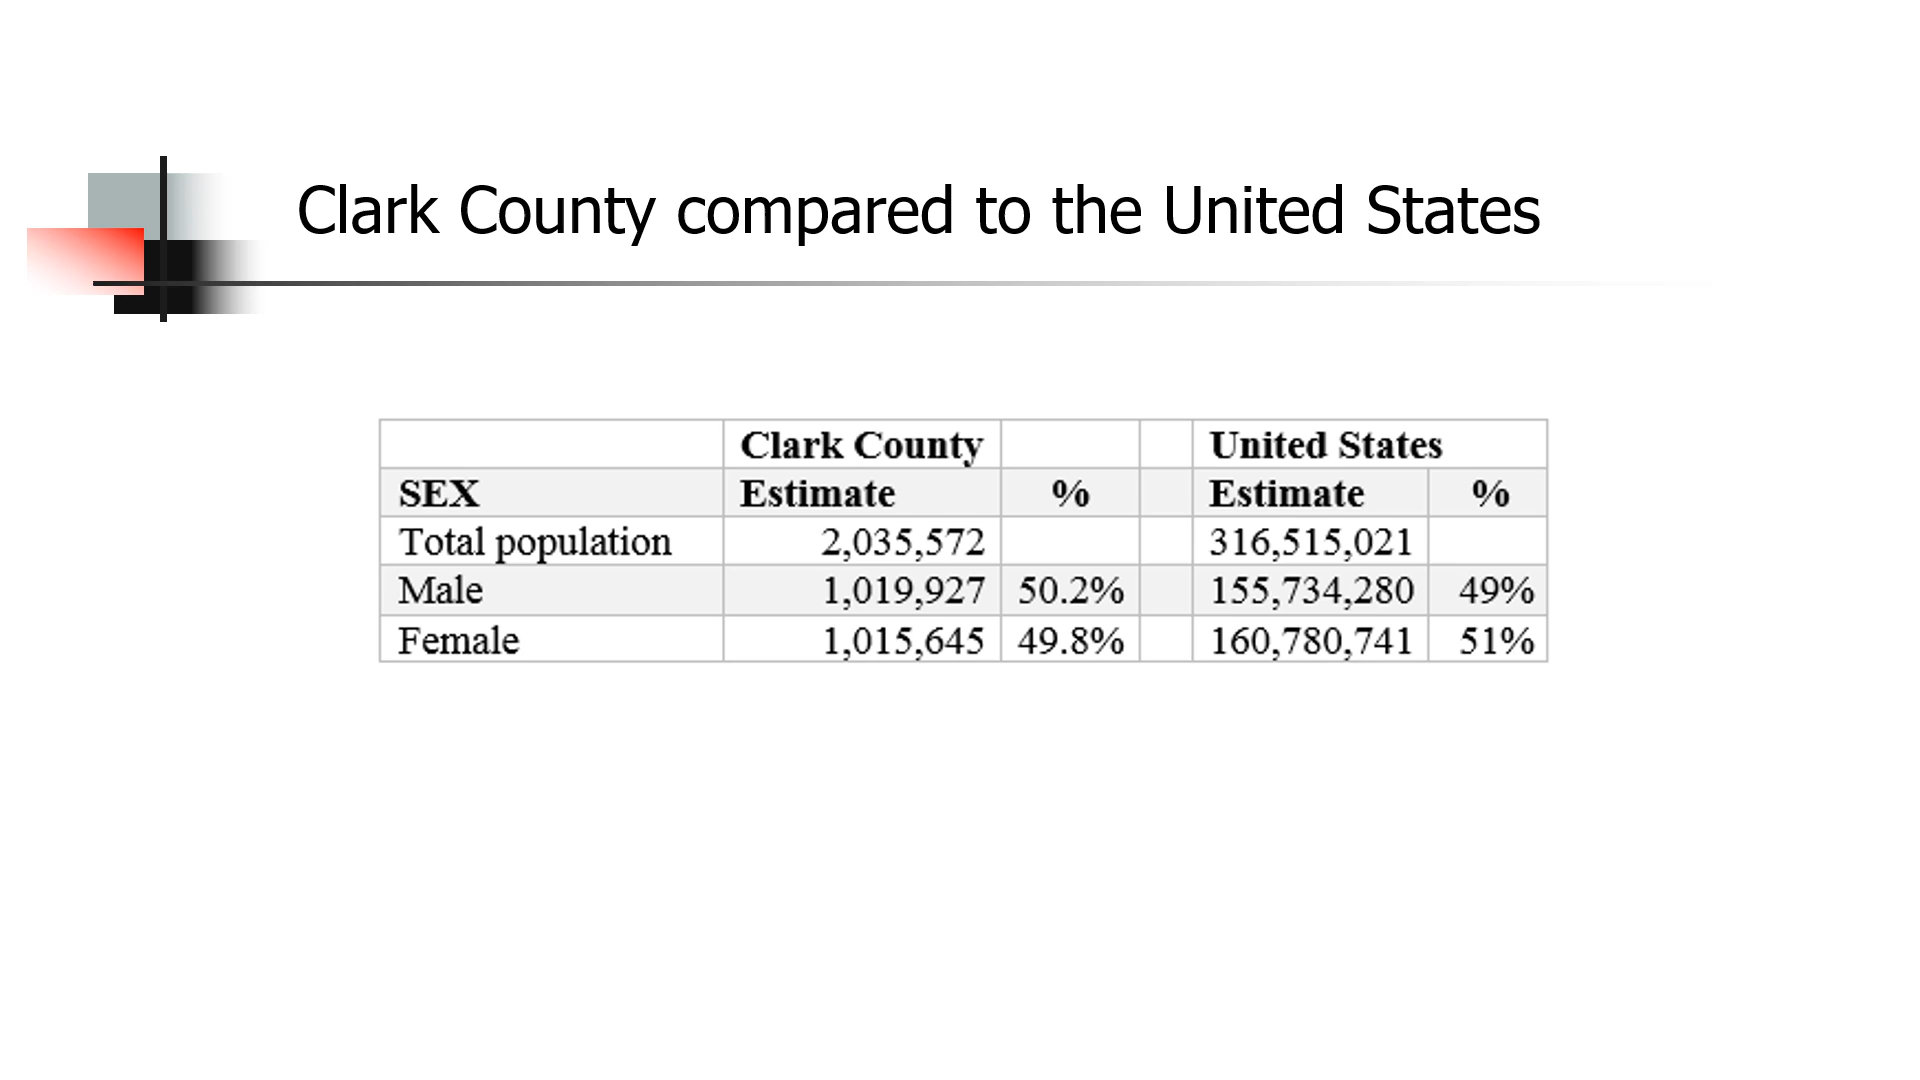 Clark County compared to the United States
Clark County United States
SEX Estimate % Estimate %
Total population 2,035,572 316,515,021
Male 1,019,927 50.2% 155,734,280 49%
Female 1,015,645 49.8% 160,780,741 51%